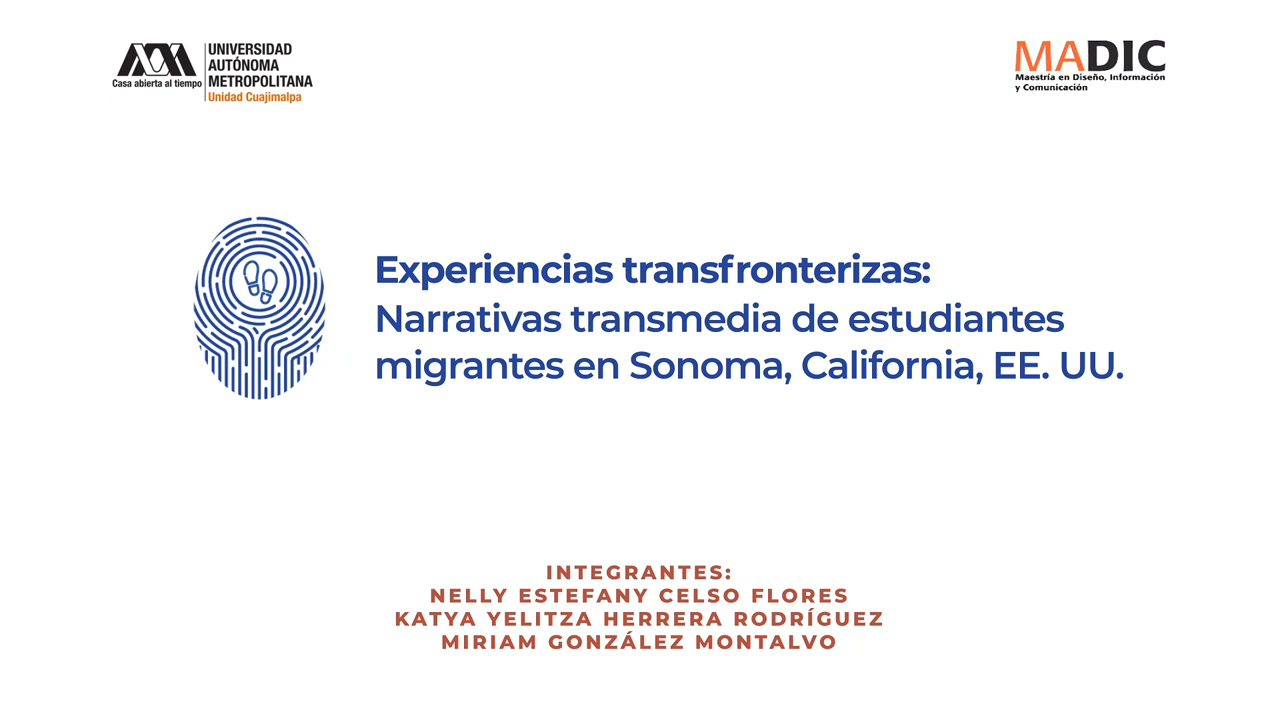 Casa abierta al tiempo
UNIVERSIDAD
AUTÓNOMA
METROPOLITANA
Unidad Cuajimalpa
MADIC
Maestría en Diseño, Información
y Comunicación
Experiencias transfronterizas:
Narrativas transmedia de estudiantes
migrantes en Sonoma, California, EE. UU.
INTEGRANTES:
NELLY ESTEFANY CELSO FLORES
KATYA YELITZA HERRERA RODRÍGUEZ
MIRIAM GONZÁLEZ MONTALVO